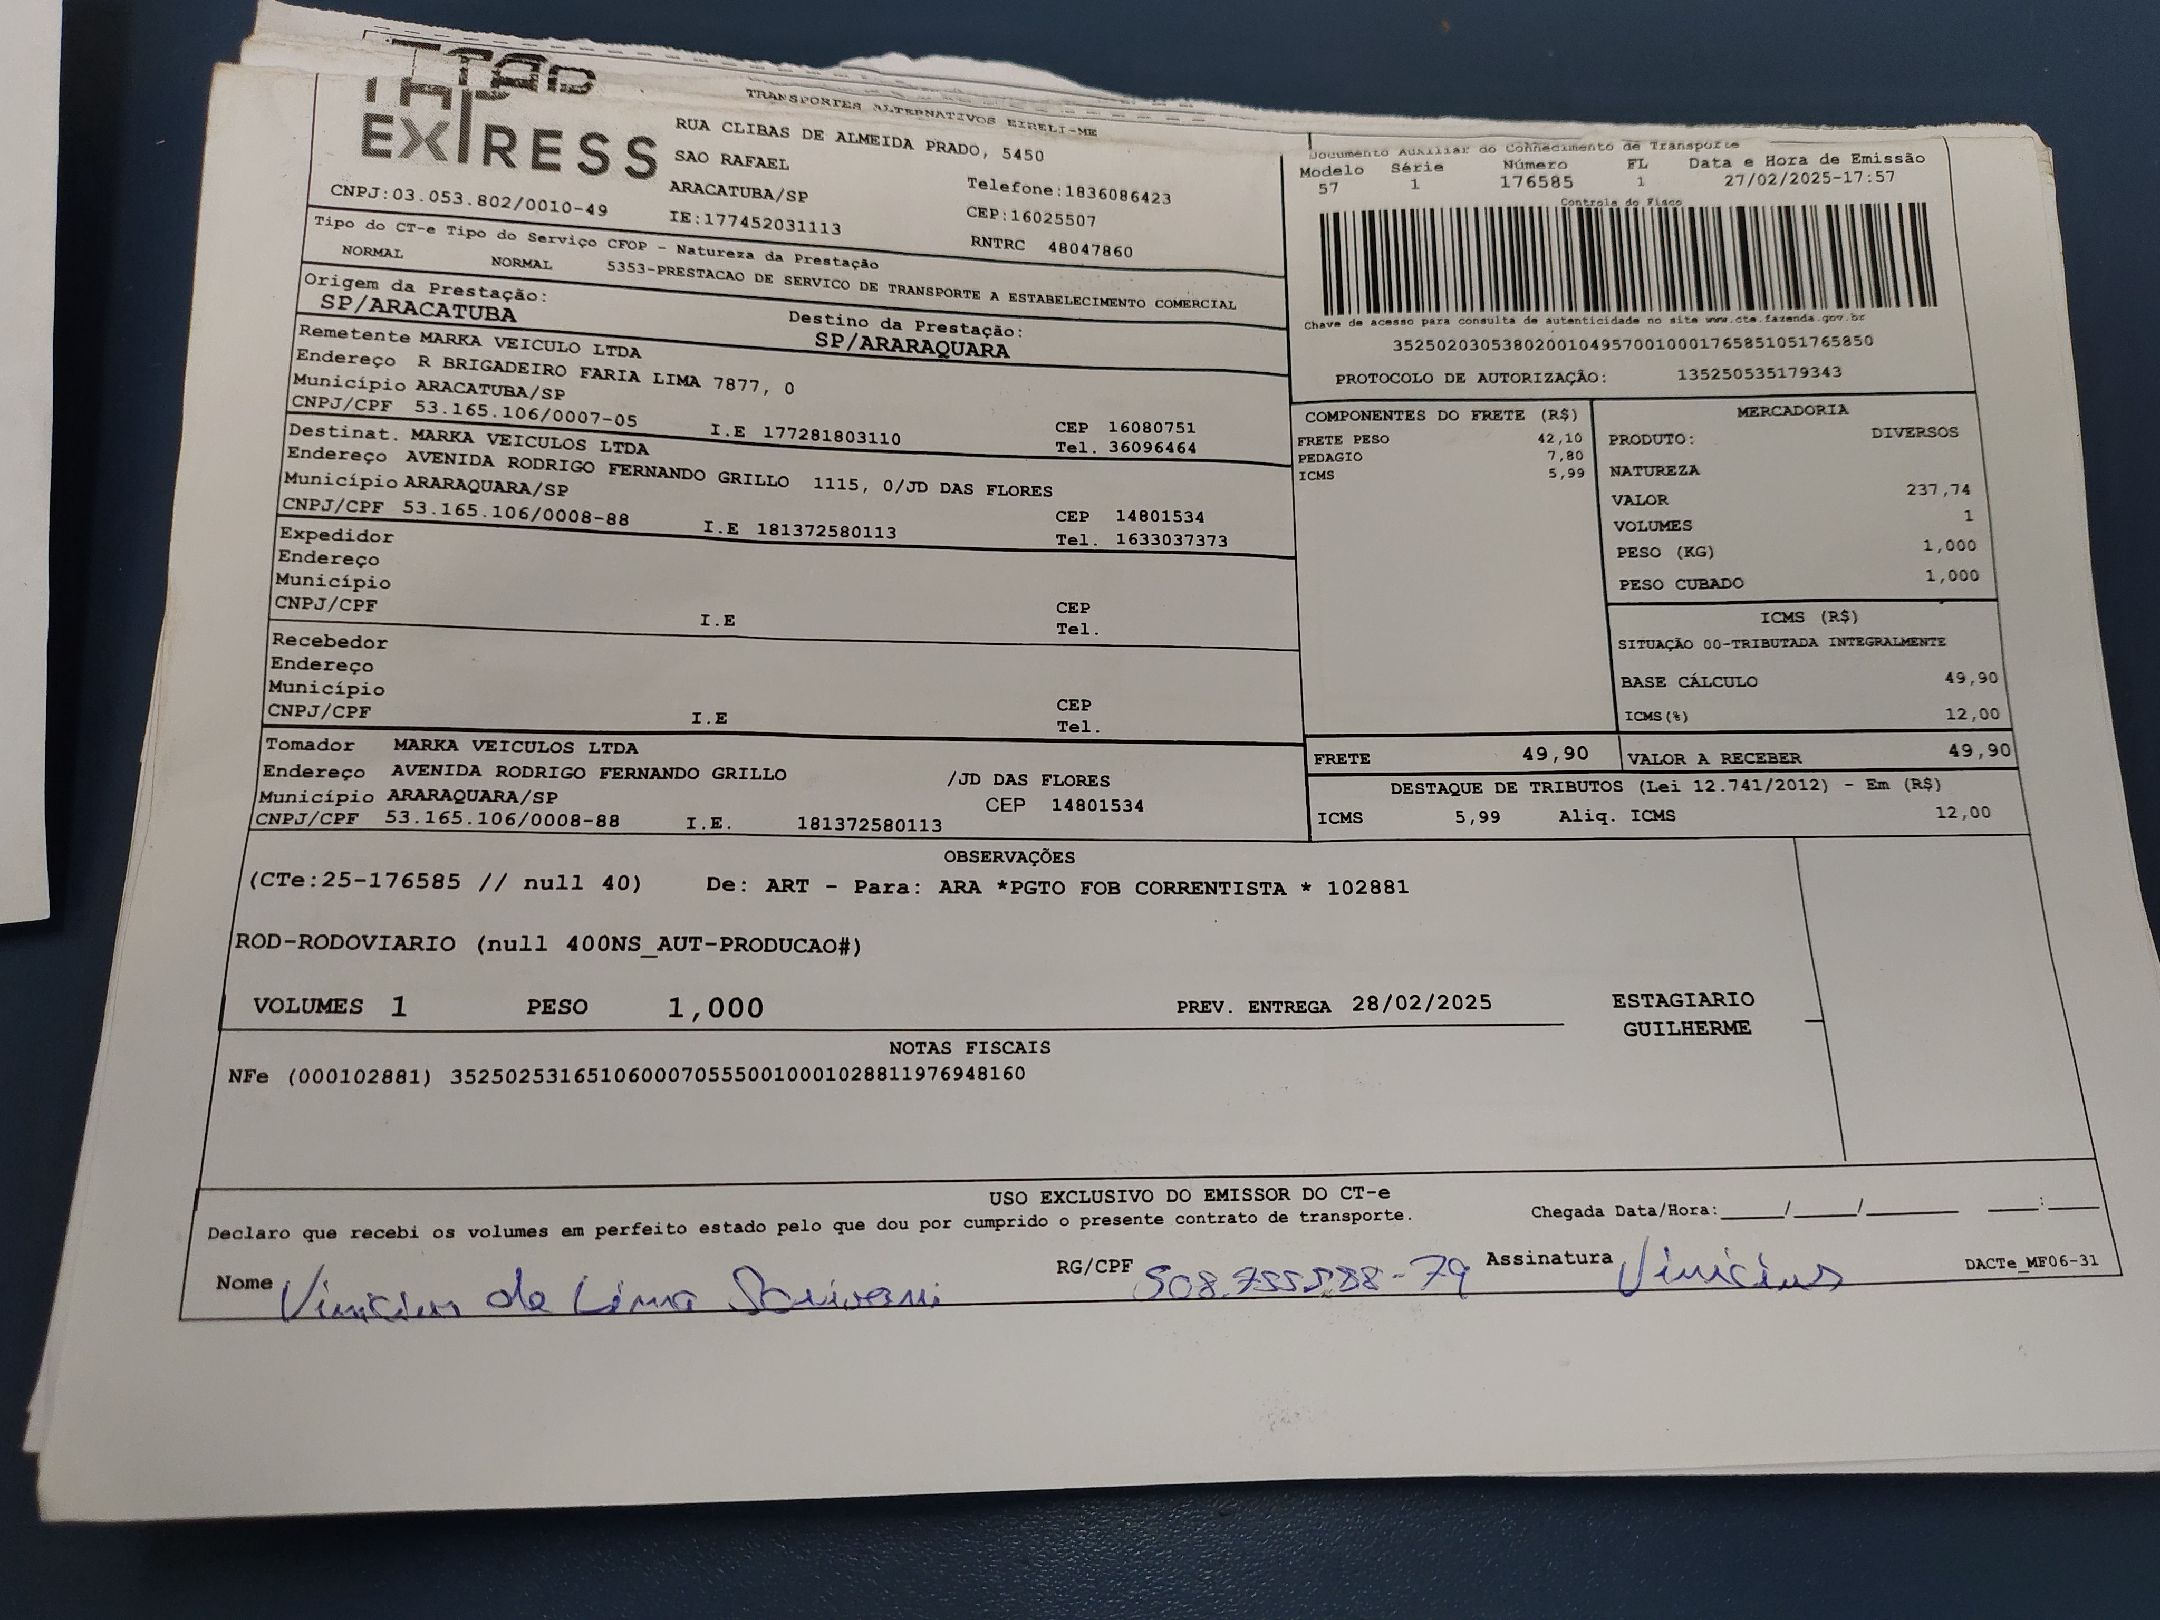 TAP
EXPRESS
TRANSPORTES ALTERNATIVOS EIRELI-ME
RUA CLIBAS DE ALMEIDA PRADO, 5450
SAO RAFAEL
ARACATUBA/SP
Telefone:1836086423
CNPJ:03.053.802/0010-49
IE:177452031113
CEP:16025507
RNTRC 48047860
Documento Auxiliar do Conhecimento de Transporte
Modelo Série Número FL Data e Hora de Emissão
57 1 176585 1 27/02/2025-17:57
Controle do Fisco
Chave de acesso para consulta de autenticidade no site www.cte.fazenda.gov.br
35250203053802001049570010001765851051765850
PROTOCOLO DE AUTORIZAÇÃO: 135250535179343
Tipo do CT-e Tipo do Serviço CFOP - Natureza da Prestação
NORMAL NORMAL 5353-PRESTACAO DE SERVICO DE TRANSPORTE A ESTABELECIMENTO COMERCIAL
Origem da Prestação: Destino da Prestação:
SP/ARACATUBA SP/ARARAQUARA
Remetente MARKA VEICULO LTDA
Endereço R BRIGADEIRO FARIA LIMA 7877, 0
Município ARACATUBA/SP CEP 16080751
CNPJ/CPF 53.165.106/0007-05 I.E 177281803110 Tel. 36096464
Destinat. MARKA VEICULOS LTDA
Endereço AVENIDA RODRIGO FERNANDO GRILLO 1115, 0/JD DAS FLORES
Município ARARAQUARA/SP CEP 14801534
CNPJ/CPF 53.165.106/0008-88 I.E 181372580113 Tel. 1633037373
Expedidor
Endereço
Município CEP
CNPJ/CPF I.E Tel.
Recebedor
Endereço
Município CEP
CNPJ/CPF I.E Tel.
Tomador MARKA VEICULOS LTDA
Endereço AVENIDA RODRIGO FERNANDO GRILLO /JD DAS FLORES
Município ARARAQUARA/SP CEP 14801534
CNPJ/CPF 53.165.106/0008-88 I.E. 181372580113
COMPONENTES DO FRETE (R$)
FRETE PESO 42,10
PEDAGIO 7,80
ICMS 5,99
MERCADORIA
PRODUTO: DIVERSOS
NATUREZA
VALOR 237,74
VOLUMES 1
PESO (KG) 1,000
PESO CUBADO 1,000
ICMS (R$)
SITUAÇÃO 00-TRIBUTADA INTEGRALMENTE
BASE CÁLCULO 49,90
ICMS(%) 12,00
FRETE 49,90 VALOR A RECEBER 49,90
DESTAQUE DE TRIBUTOS (Lei 12.741/2012) - Em (R$)
ICMS 5,99 Aliq. ICMS 12,00
OBSERVAÇÕES
(CTe:25-176585 // null 40) De: ART - Para: ARA *PGTO FOB CORRENTISTA * 102881
ROD-RODOVIARIO (null 400NS_AUT-PRODUCAO#)
VOLUMES 1 PESO 1,000 PREV. ENTREGA 28/02/2025 ESTAGIARIO
GUILHERME
NOTAS FISCAIS
NFe (000102881) 35250253165106000705550010001028811976948160
USO EXCLUSIVO DO EMISSOR DO CT-e
Declaro que recebi os volumes em perfeito estado pelo que dou por cumprido o presente contrato de transporte. Chegada Data/Hora:_____/_____/_______ ____:____
Nome Vinicius de Lima RG/CPF Assinatura Vinicius DACTe_MF06-31